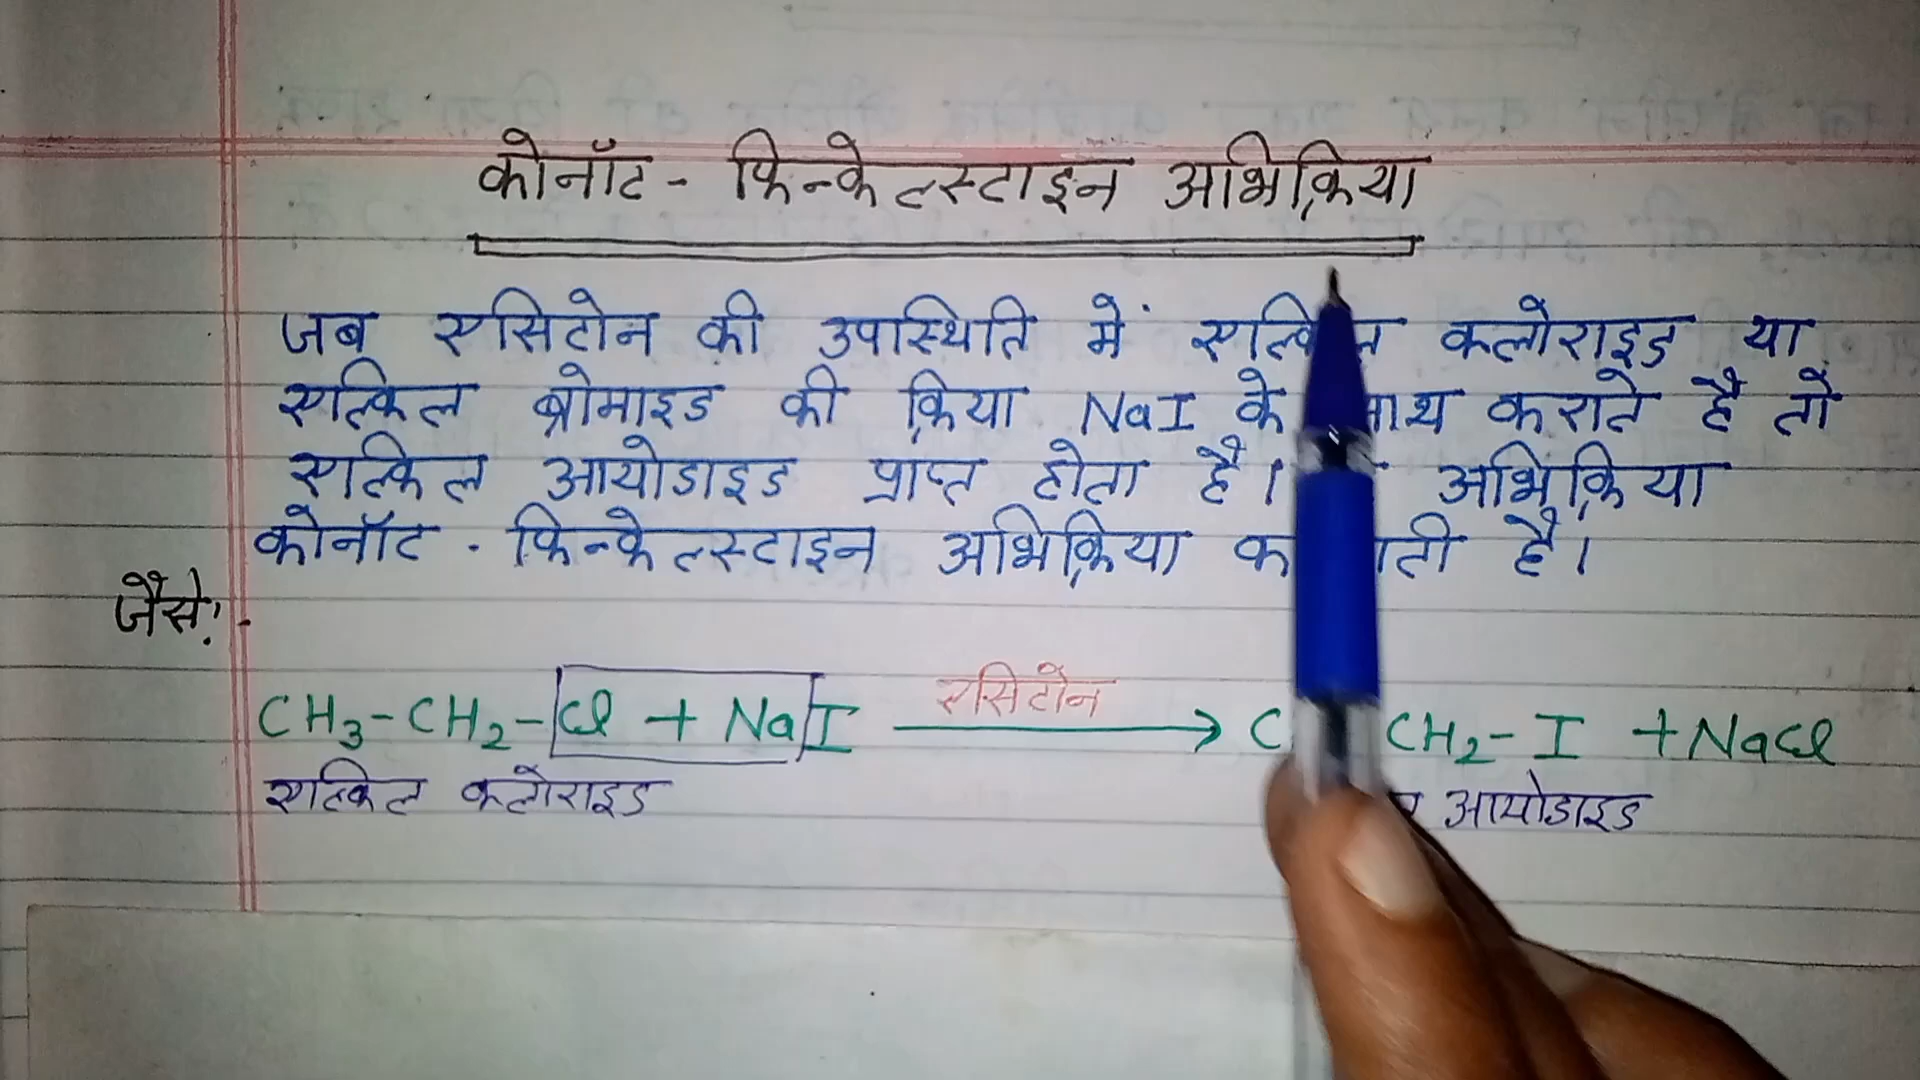 कोनॉट - फिन्केल्स्टाइन अभिक्रिया
जब एसिटोन की उपस्थिति में एल्किल क्लोराइड या
एल्किल ब्रोमाइड की क्रिया NaI के साथ कराते है तो
एल्किल आयोडाइड प्राप्त होता है। अभिक्रिया
कोनॉट - फिन्केल्स्टाइन अभिक्रिया कहलाती है।
जैसे:-
CH3-CH2-Cl + NaI एसिटोन → CH2-I + NaCl
एल्किल क्लोराइड आयोडाइड